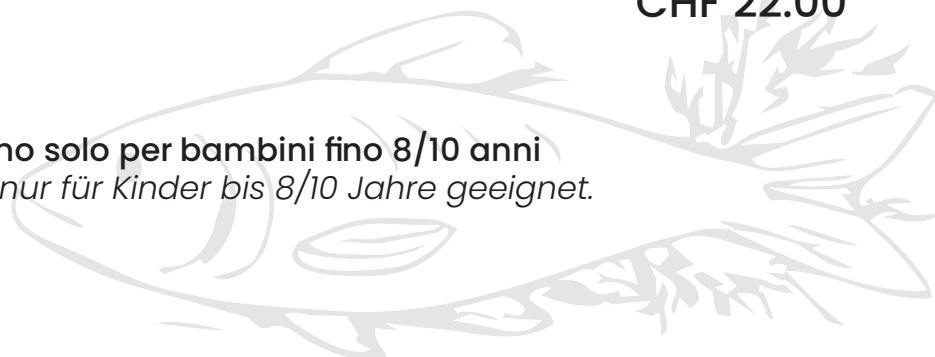 CHF 22.00
no solo per bambini fino 8/10 anni
nur für Kinder bis 8/10 Jahre geeignet.